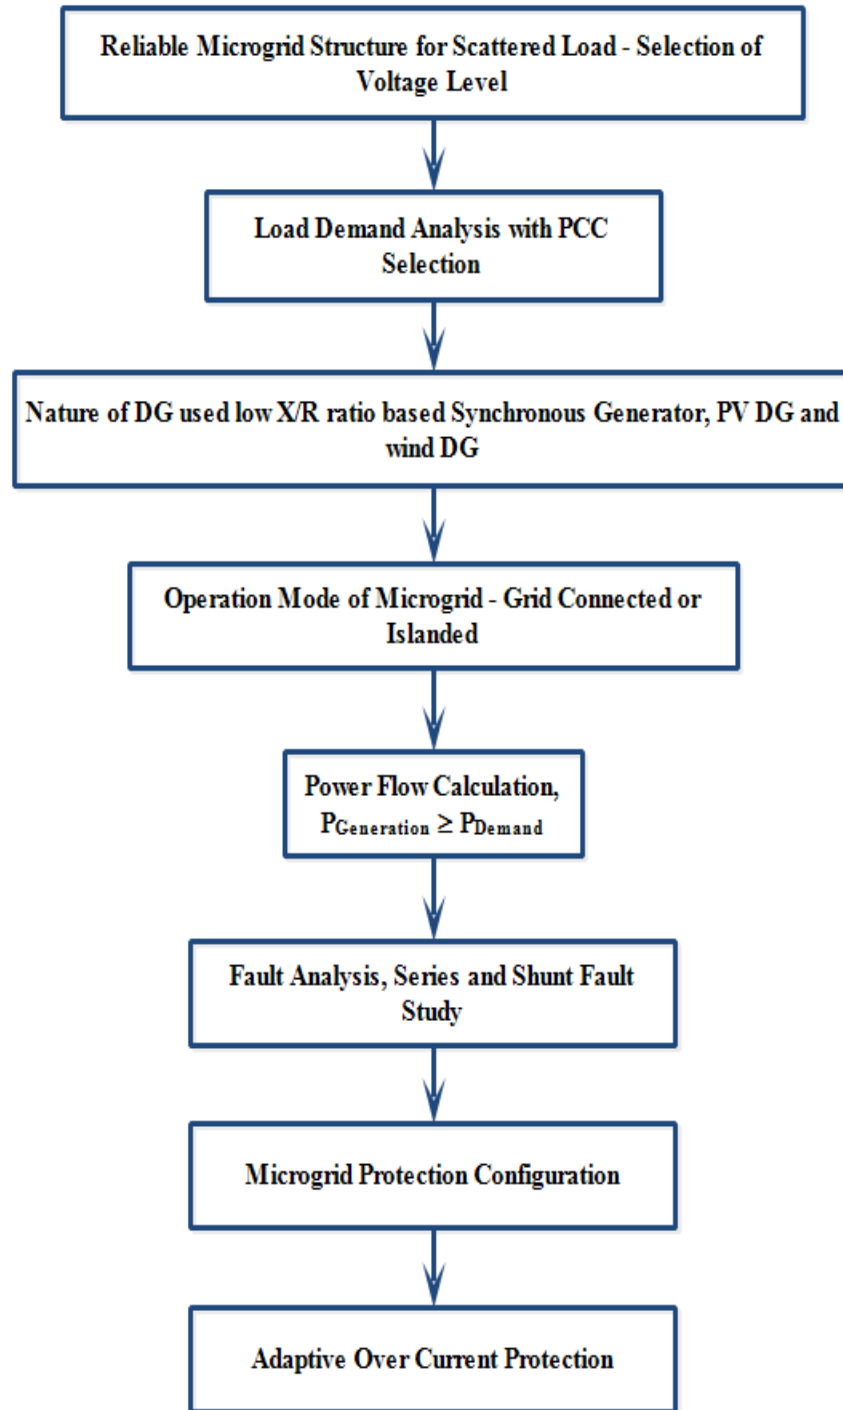 Reliable Microgrid Structure for Scattered Load - Selection of
Voltage Level
Load Demand Analysis with PCC
Selection
Nature of DG used low X/R ratio based Synchronous Generator, PV DG and
wind DG
Operation Mode of Microgrid - Grid Connected or
Islanded
Power Flow Calculation,
PGeneration ≥ PDemand
Fault Analysis, Series and Shunt Fault
Study
Microgrid Protection Configuration
Adaptive Over Current Protection